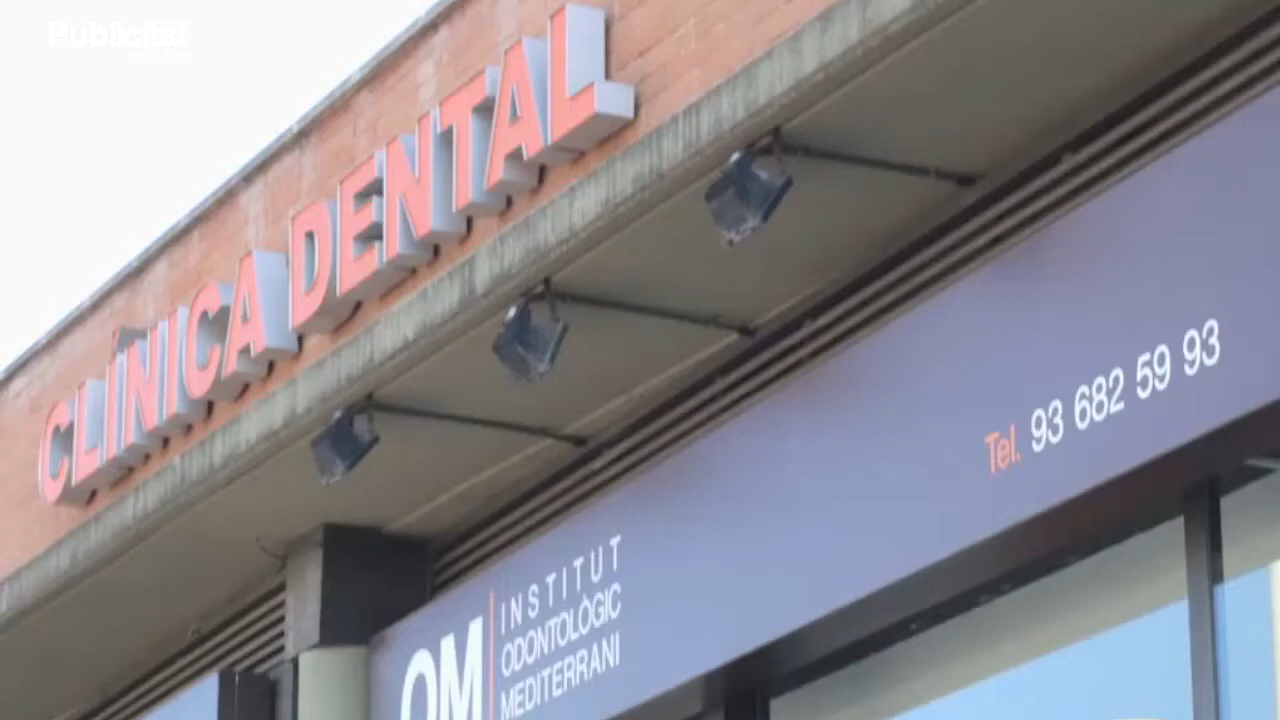 Publicitat
CLÍNICA DENTAL
Tel. 93 682 59 93
OM
INSTITUT
ODONTOLÒGIC
MEDITERRANI